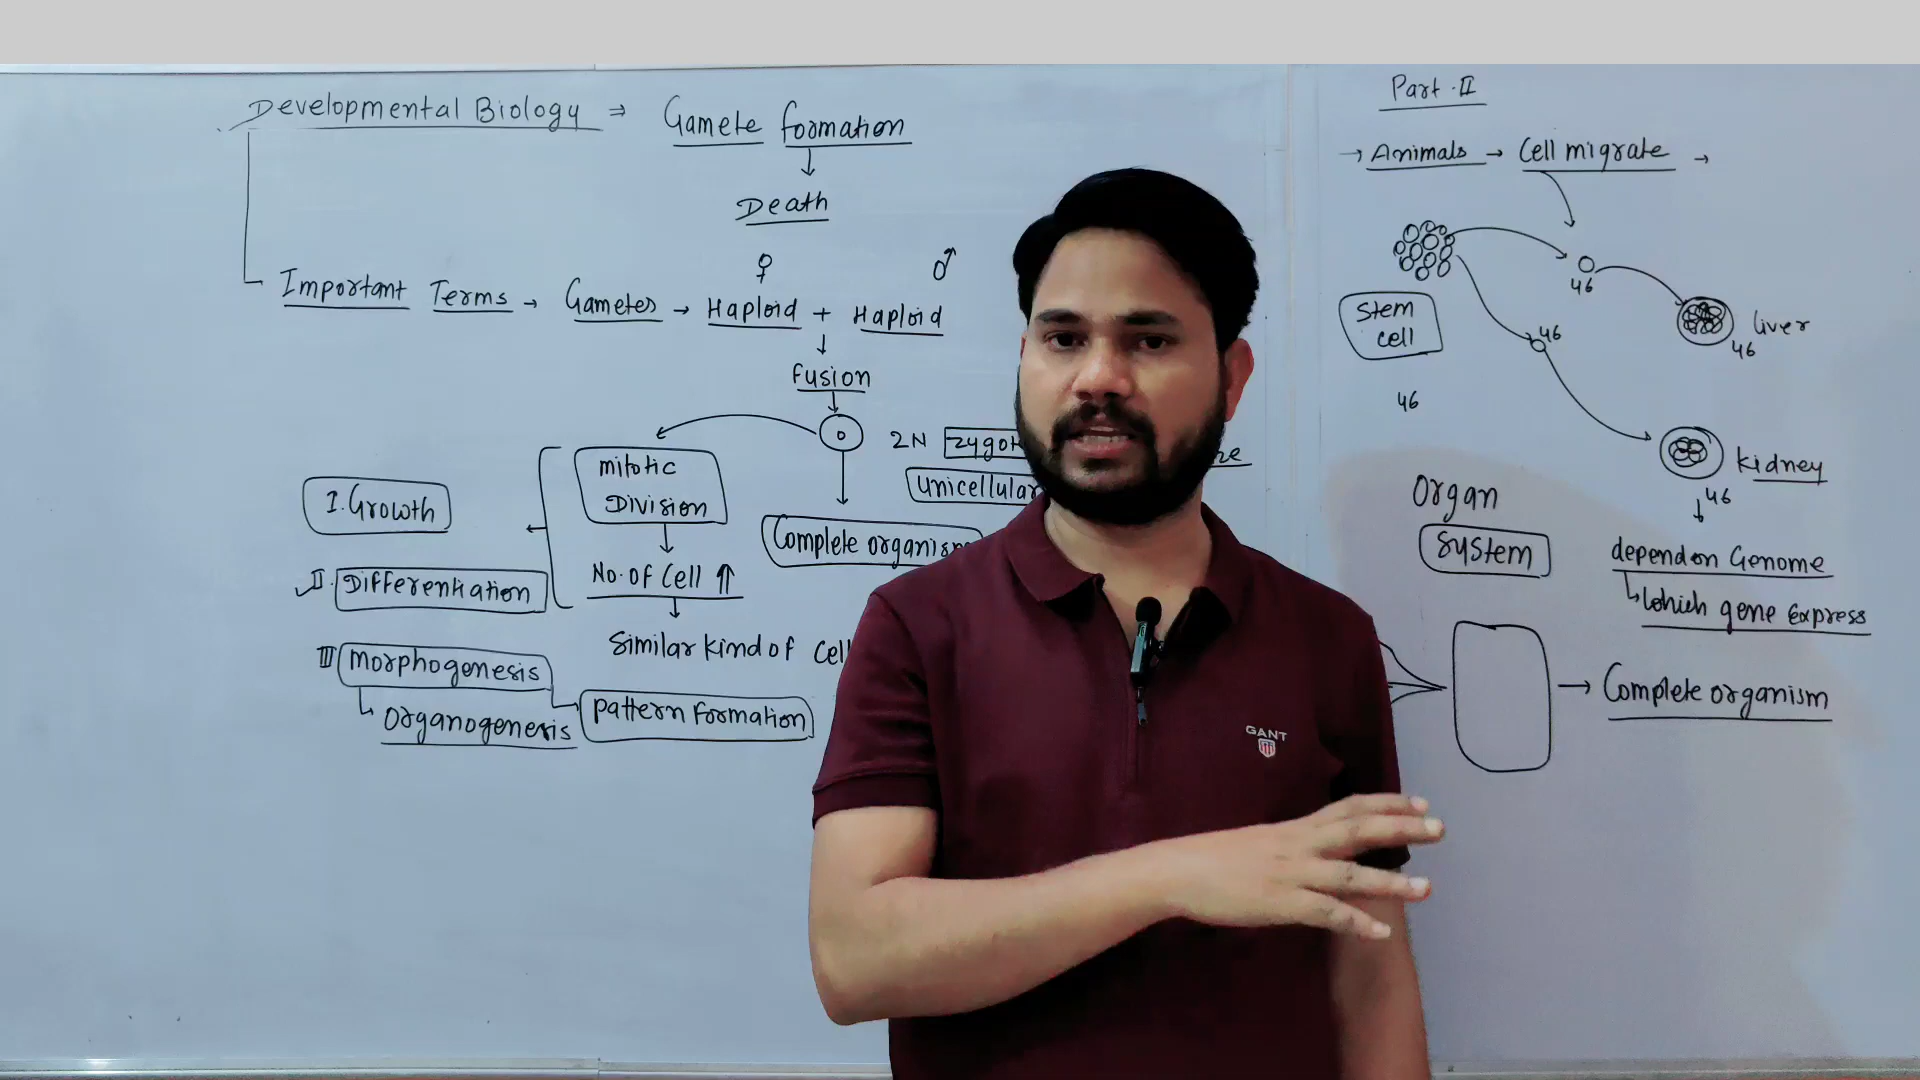 Developmental Biology ⇒ Gamete formation
↓
Death
Important Terms → Gametes → Haploid + Haploid
♀ ♂
↓
fusion
2N
unicellular
mitotic
Division
Complete organism
No. of Cell ⇑
Similar kind of cell
I. Growth
II. Differentiation
III morphogenesis
organogenesis
pattern formation
Part - II
→ Animals → Cell migrate →
46
liver
46
Stem
cell
46
46
kidney
46
Organ
System
depend on Genome
which gene express
→ Complete organism
GANT